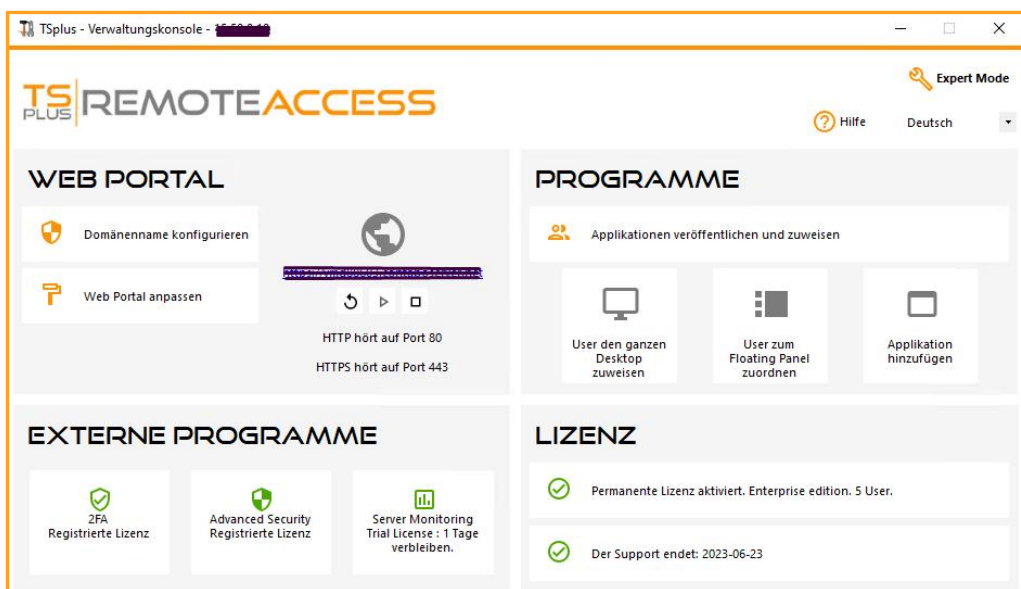 TSplus - Verwaltungskonsole -
Expert Mode
TS PLUS REMOTEACCESS
Hilfe
Deutsch
WEB PORTAL
Domänenname konfigurieren
Web Portal anpassen
HTTP hört auf Port 80
HTTPS hört auf Port 443
PROGRAMME
Applikationen veröffentlichen und zuweisen
User den ganzen
Desktop
zuweisen
User zum
Floating Panel
zuordnen
Applikation
hinzufügen
EXTERNE PROGRAMME
2FA
Registrierte Lizenz
Advanced Security
Registrierte Lizenz
Server Monitoring
Trial License : 1 Tage
verbleiben.
LIZENZ
Permanente Lizenz aktiviert. Enterprise edition. 5 User.
Der Support endet: 2023-06-23